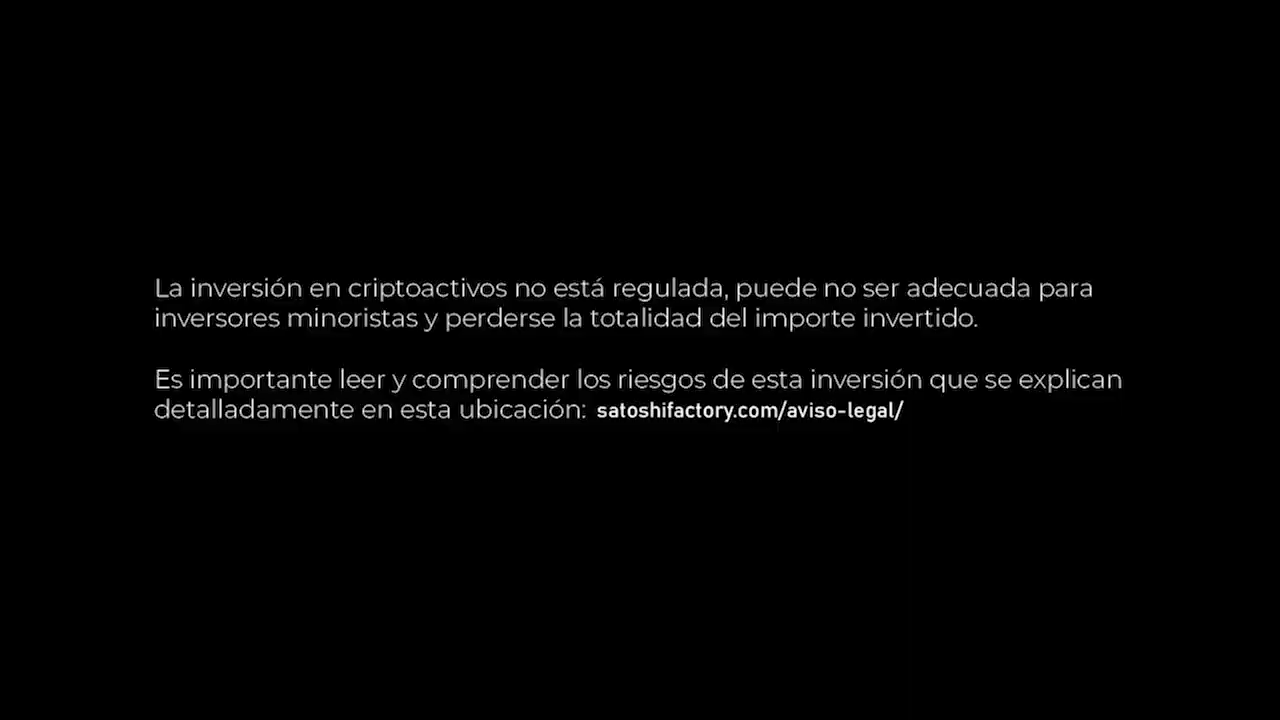 La inversión en criptoactivos no está regulada, puede no ser adecuada para
inversores minoristas y perderse la totalidad del importe invertido.
Es importante leer y comprender los riesgos de esta inversión que se explican
detalladamente en esta ubicación: satoshifactory.com/aviso-legal/